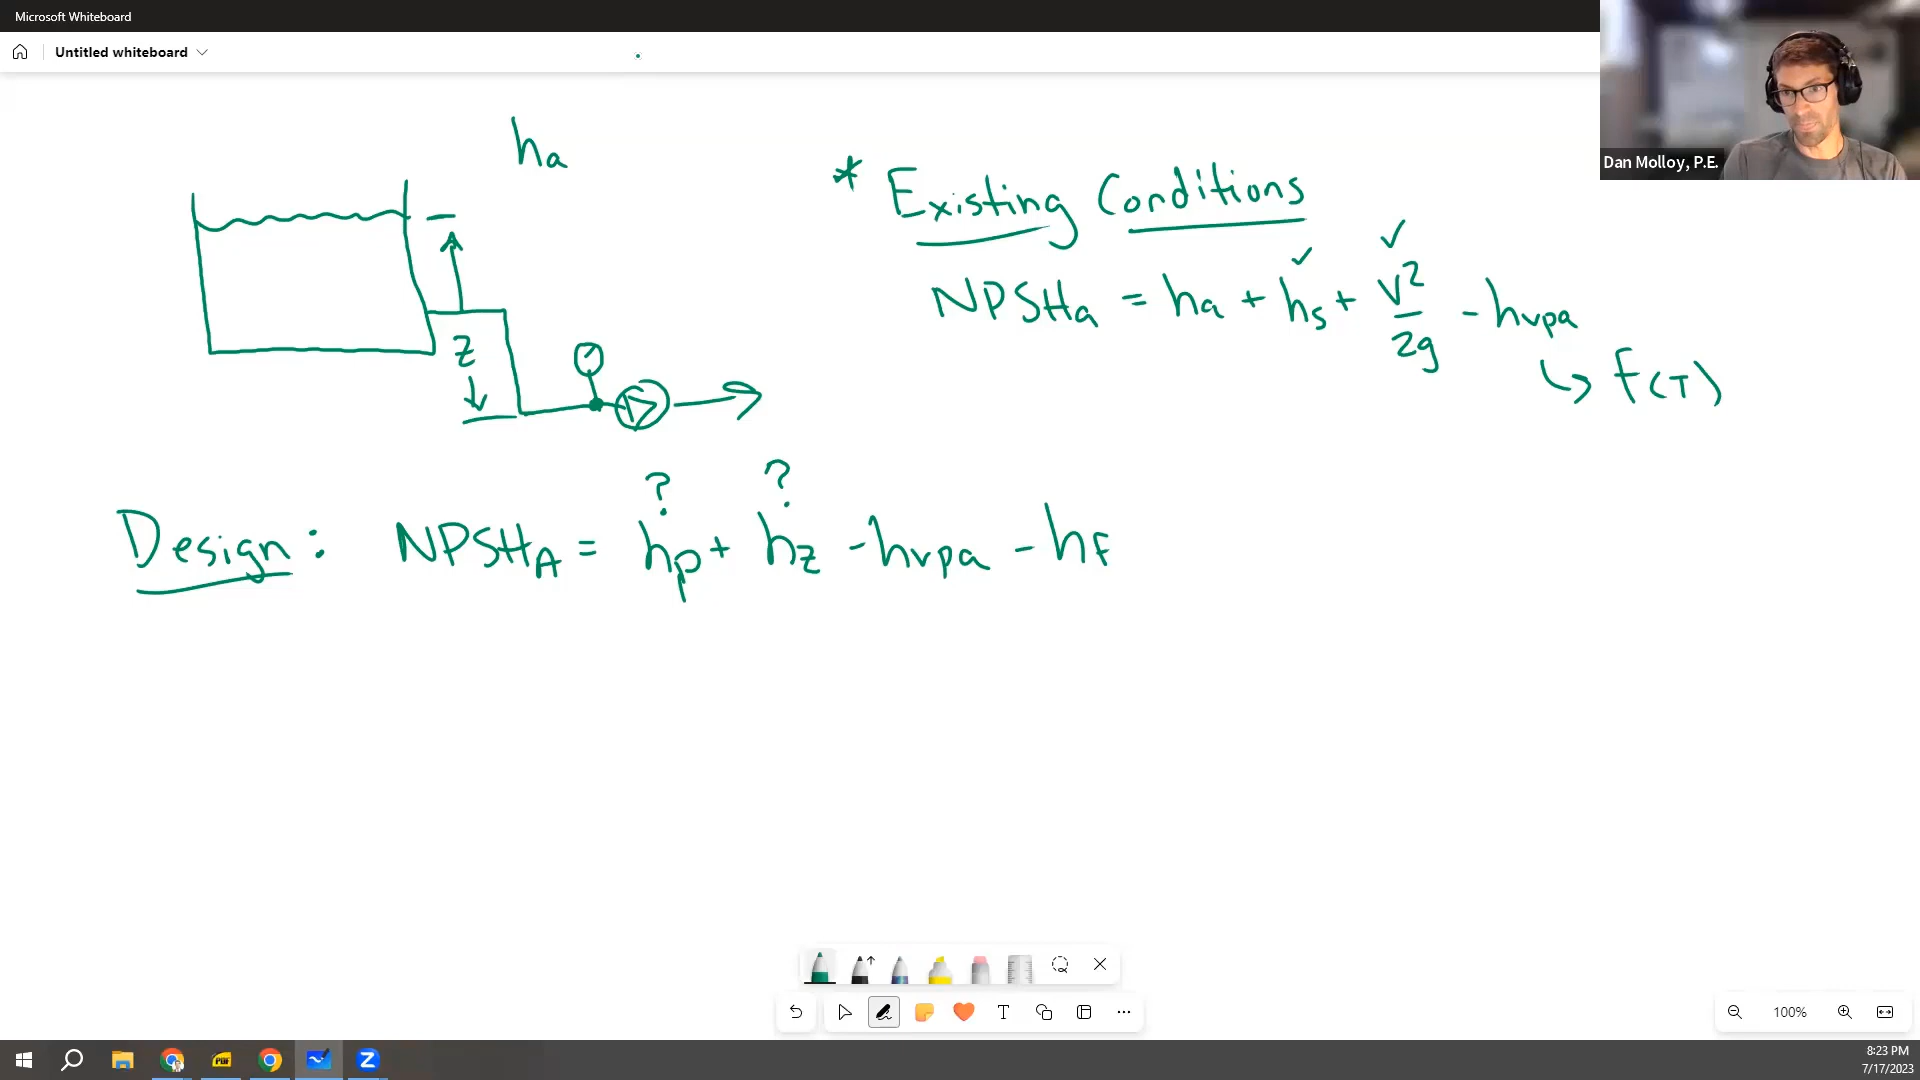 Microsoft Whiteboard
Untitled whiteboard
Dan Molloy, P.E.
ha
* Existing Conditions
NPSHa = ha + hs + v²/2g - hvpa
↳ f(T)
z
? ?
Design: NPSHA = hp + hz - hvpa - hf
100%
PDF
8:23 PM
7/17/2023